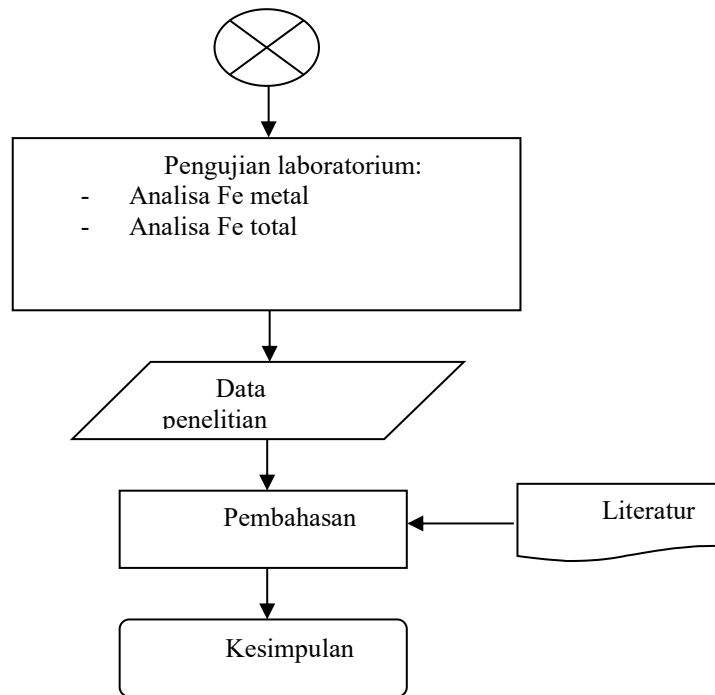 Pengujian laboratorium:
- Analisa Fe metal
- Analisa Fe total
Data
penelitian
Pembahasan
Literatur
Kesimpulan